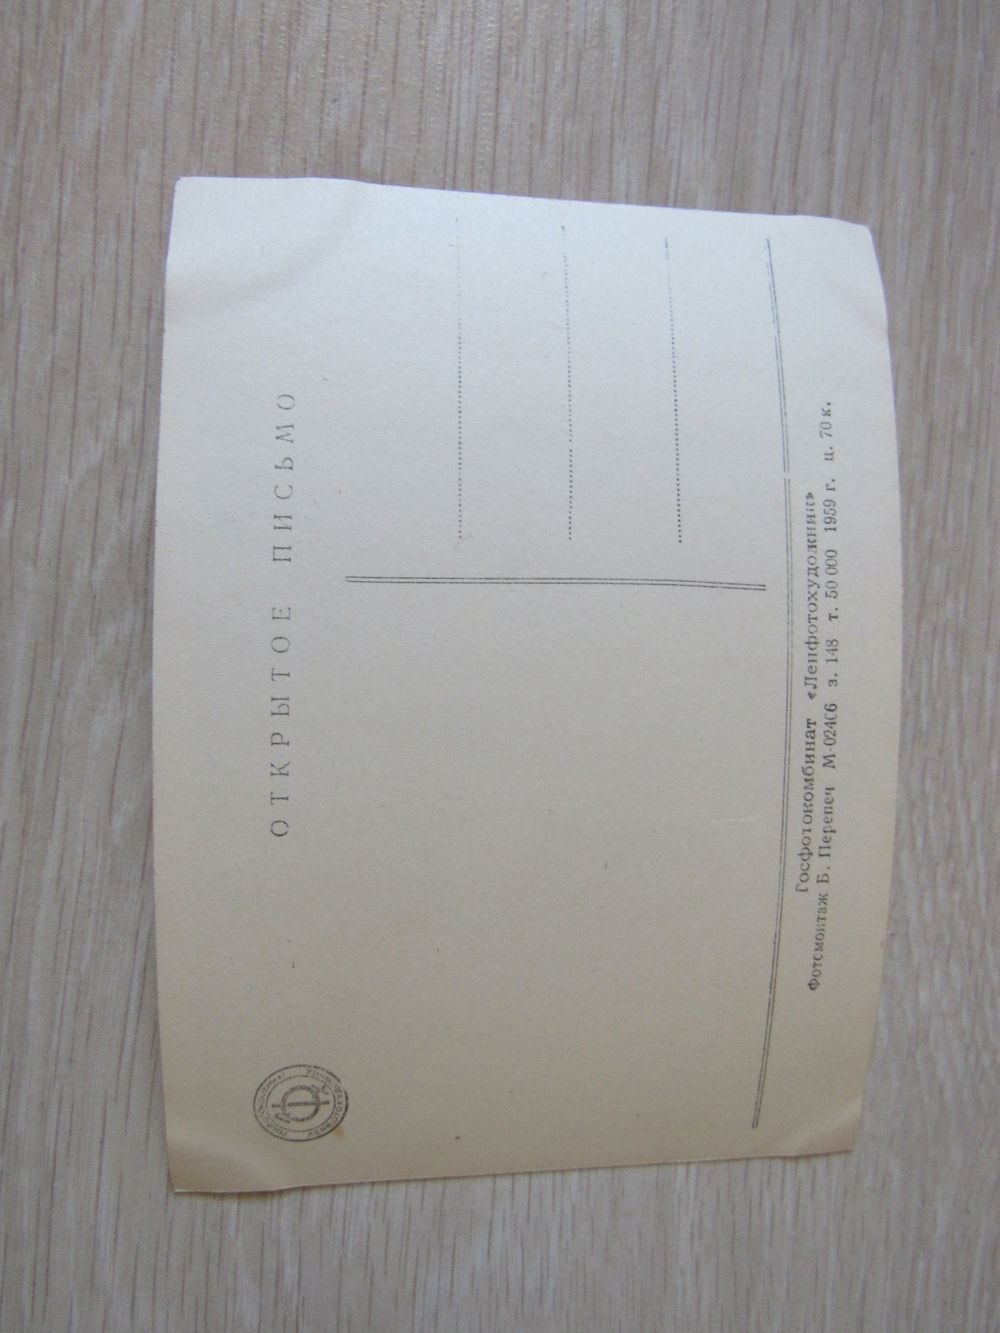 ОТКРЫТОЕ ПИСЬМО
Госфотокомбинат «Ленфотохудожник»
Фотомонтаж Б. Перепеч М-02406 з. 148 т. 50 000 1959 г. ц. 70 к.